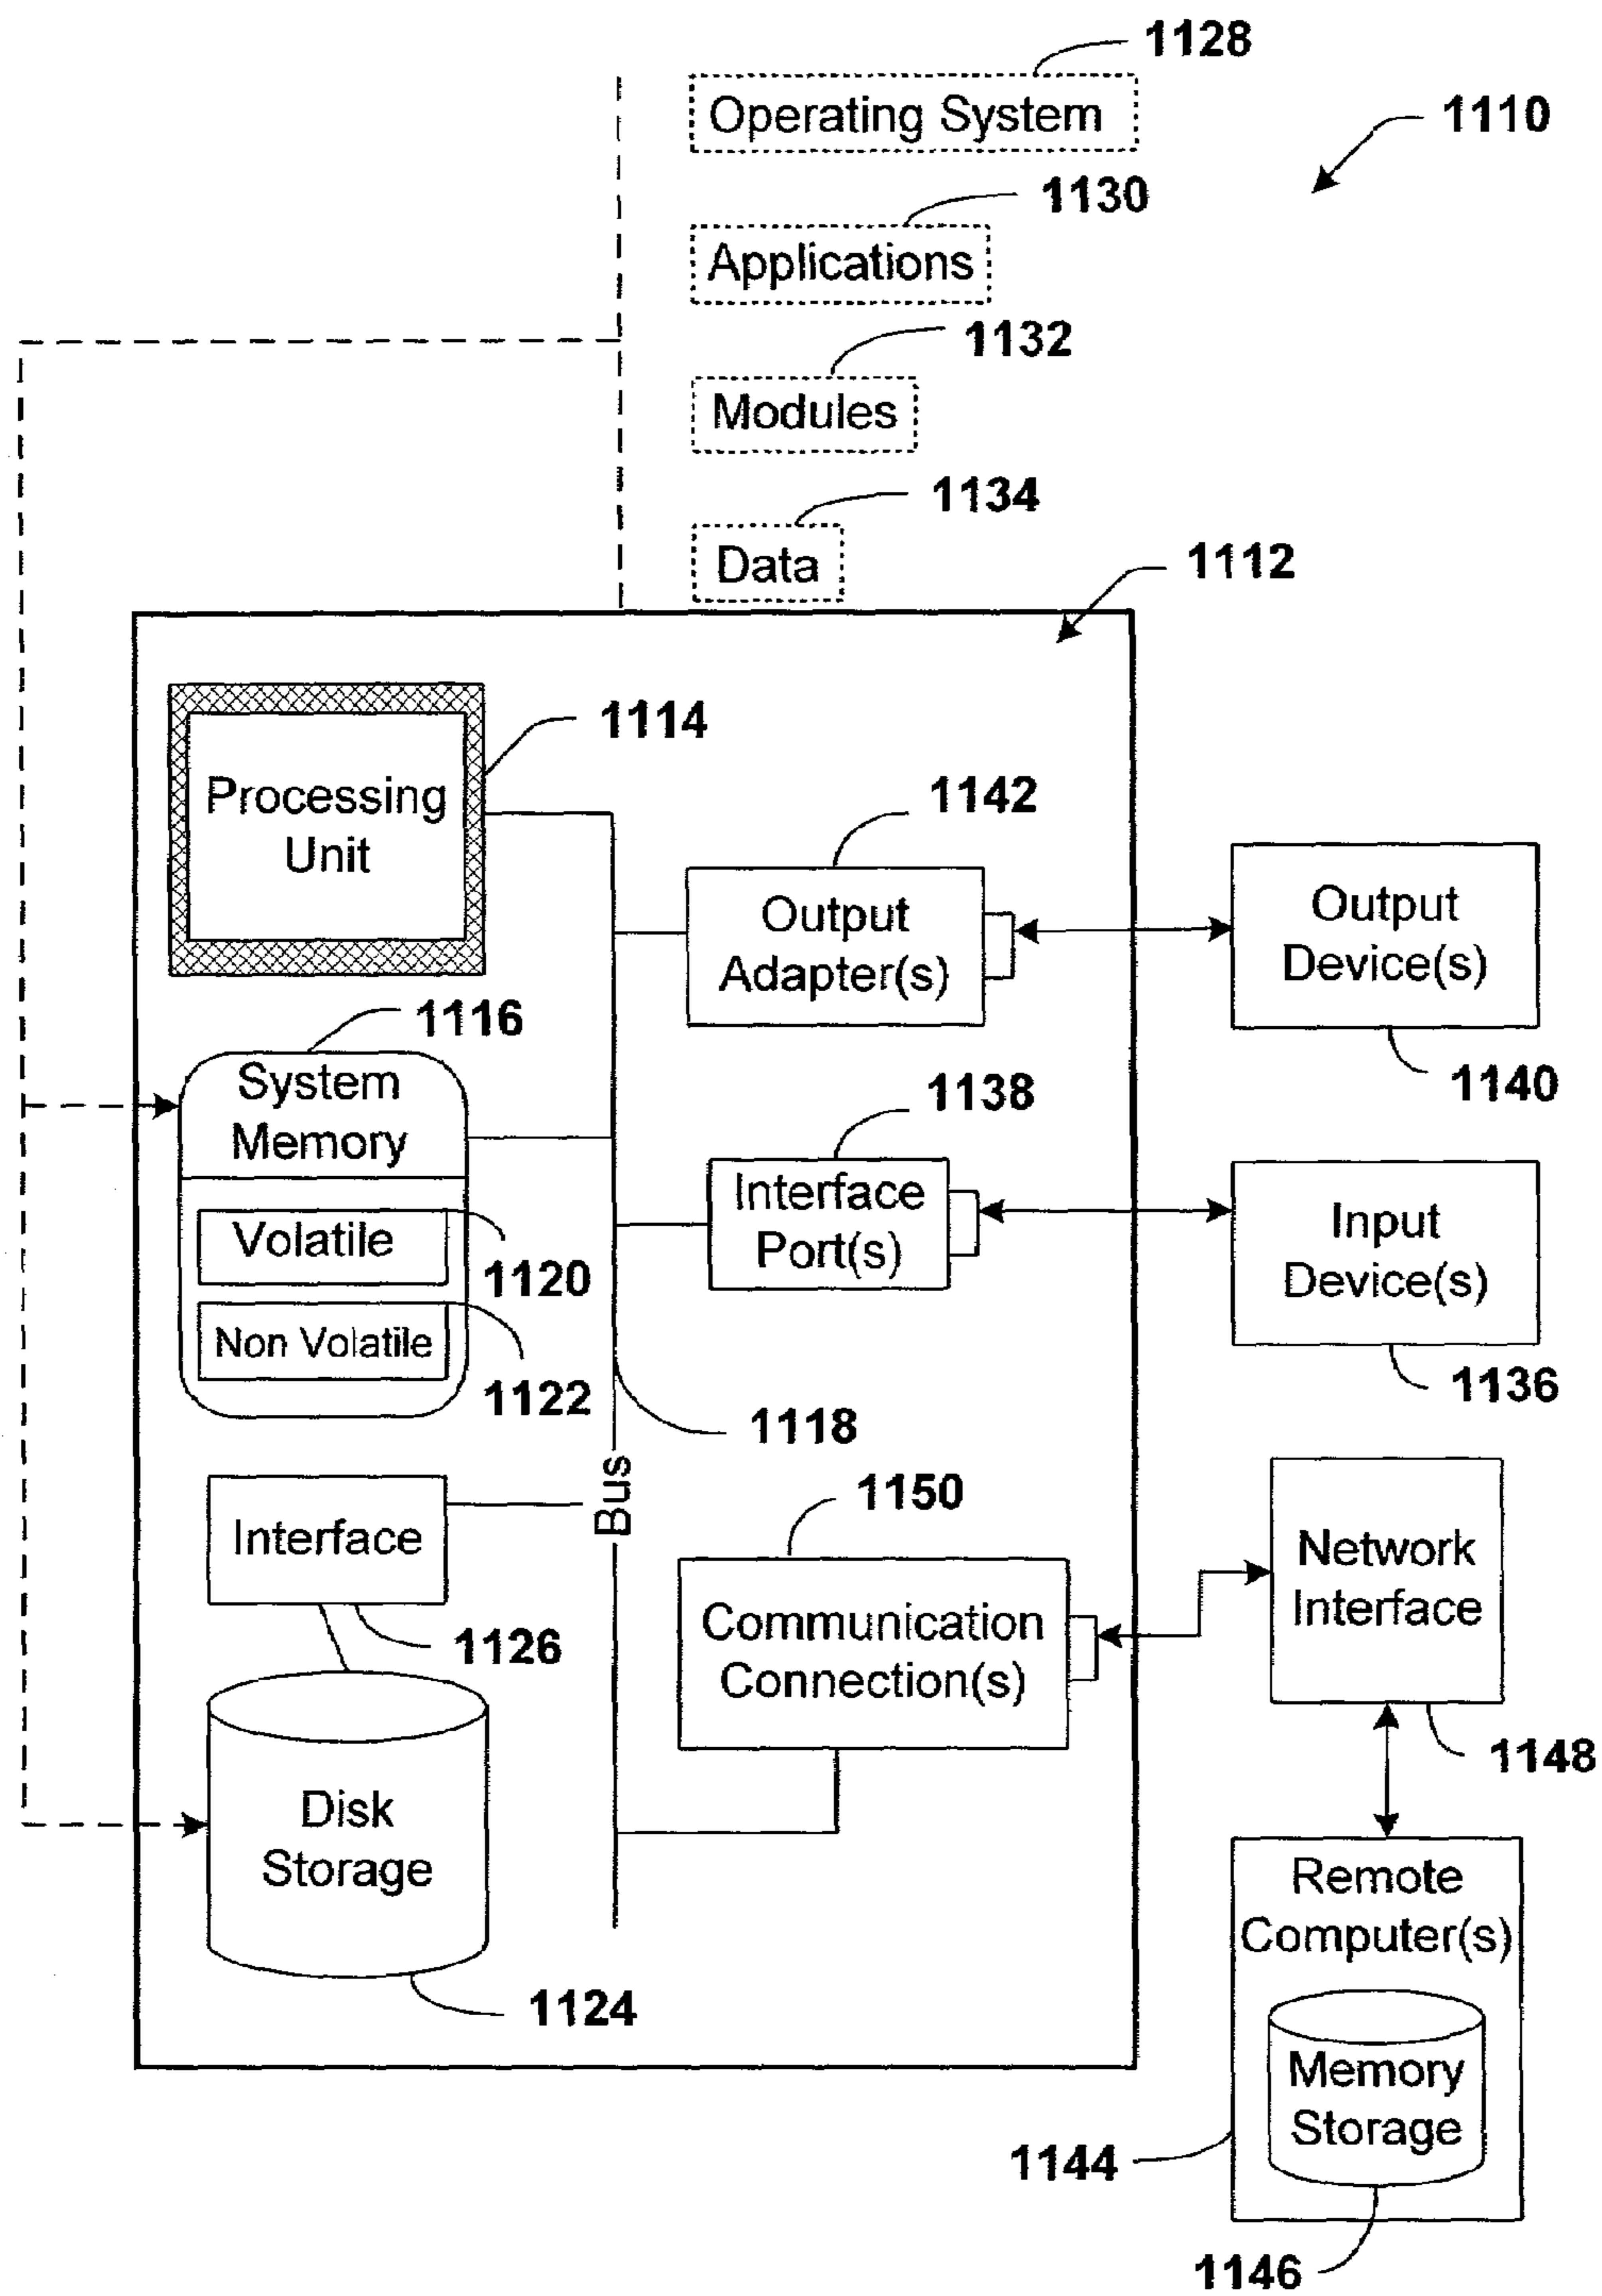 1128
Operating System
1110
1130
Applications
1132
Modules
1134
Data
1112
1114
Processing
Unit
1142
Output
Adapter(s)
Output
Device(s)
1140
1116
System
Memory
Volatile
1120
Non Volatile
1122
1138
Interface
Port(s)
Input
Device(s)
1136
1118
Bus
Interface
1126
1150
Communication
Connection(s)
Network
Interface
1148
Disk
Storage
1124
Remote
Computer(s)
Memory
Storage
1144
1146